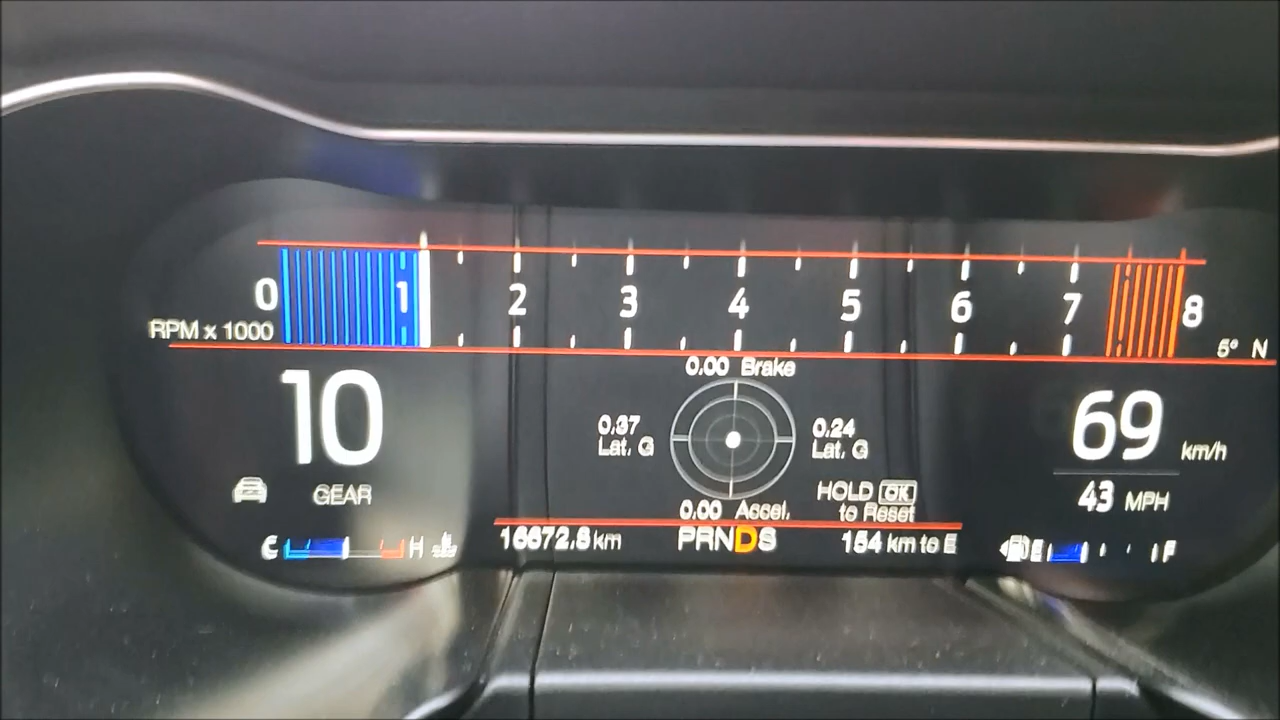 0 1 2 3 4 5 6 7 8
RPM x 1000
5° N
0.00 Brake
10
69 km/h
0.37 Lat. G
0.24 Lat. G
GEAR
HOLD OK
to Reset
43 MPH
0.00 Accel.
16672.8 km
PRNDS
154 km to E
C H
E F